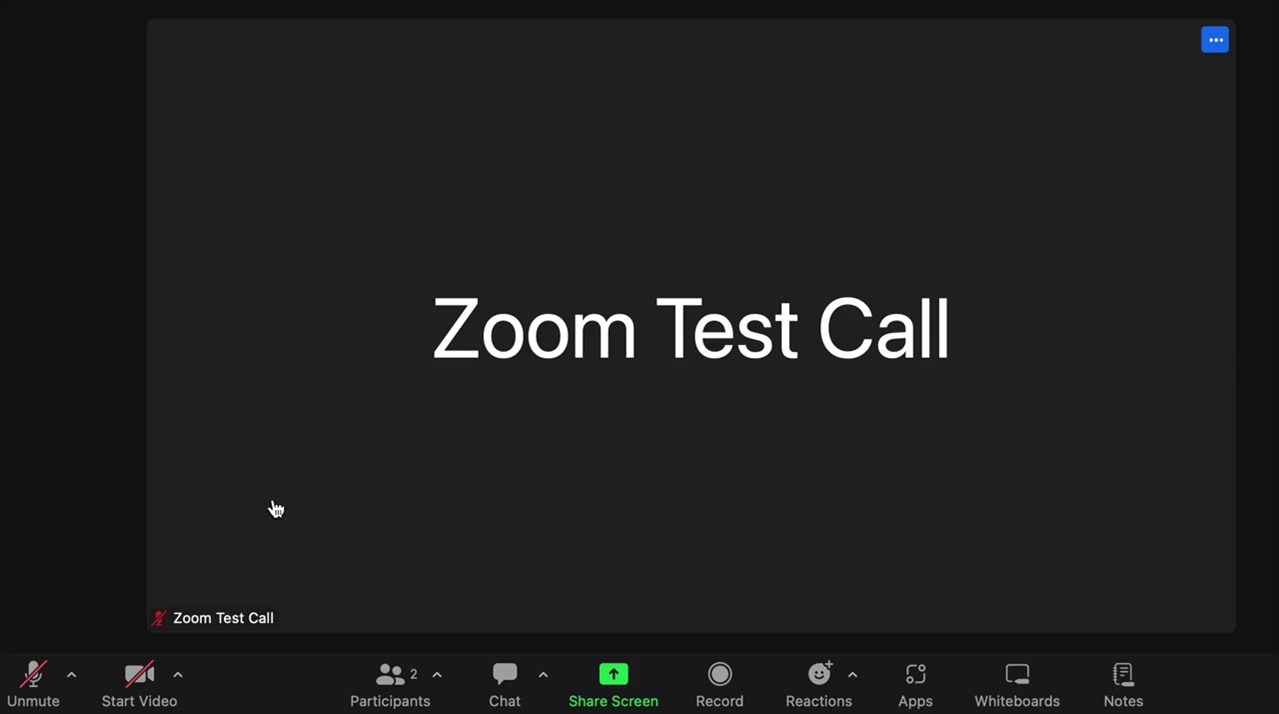 Zoom Test Call
Zoom Test Call
Unmute
Start Video
2
Participants
Chat
Share Screen
Record
Reactions
Apps
Whiteboards
Notes